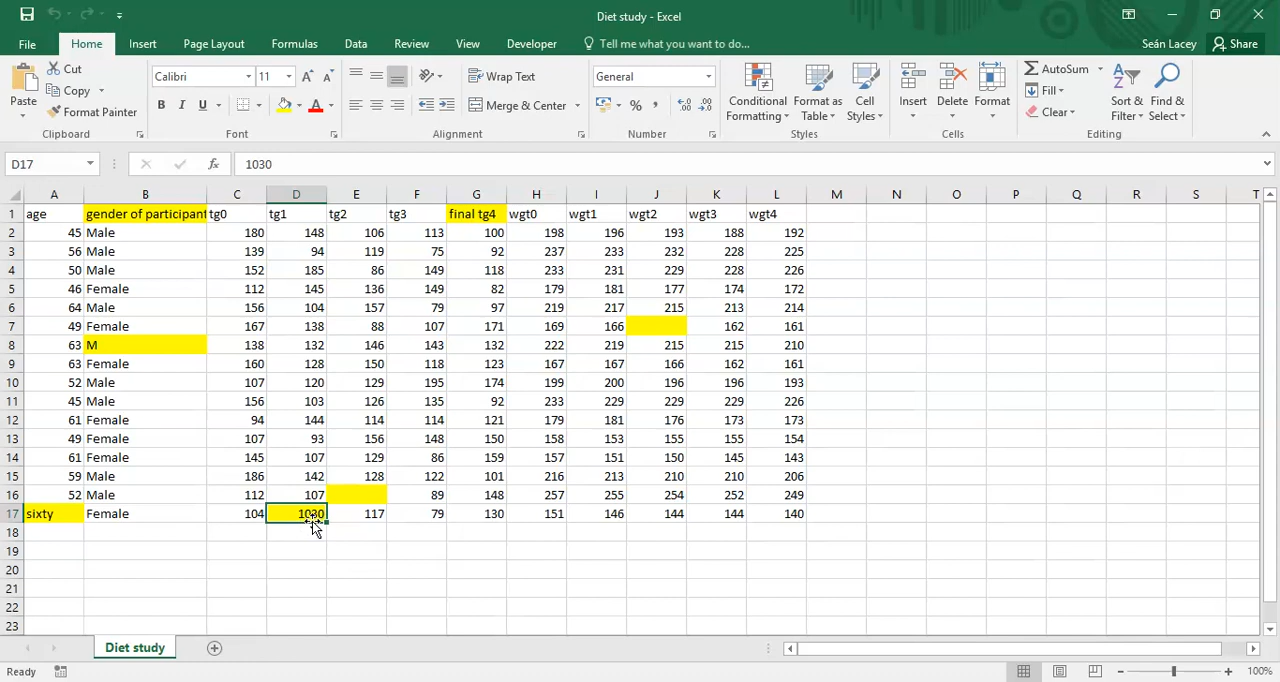 Diet study - Excel
File Home Insert Page Layout Formulas Data Review View Developer Tell me what you want to do... Seán Lacey Share
Paste Cut Copy Format Painter
Calibri 11 A A B I U A
Wrap Text Merge & Center
General % ,
Conditional Formatting Format as Table Cell Styles
Insert Delete Format
AutoSum Fill Clear Sort & Filter Find & Select
Clipboard Font Alignment Number Styles Cells Editing
D17 fx 1030
A B C D E F G H I J K L M N O P Q R S T
1 age gender of participant tg0 tg1 tg2 tg3 final tg4 wgt0 wgt1 wgt2 wgt3 wgt4
2 45 Male 180 148 106 113 100 198 196 193 188 192
3 56 Male 139 94 119 75 92 237 233 232 228 225
4 50 Male 152 185 86 149 118 233 231 229 228 226
5 46 Female 112 145 136 149 82 179 181 177 174 172
6 64 Male 156 104 157 79 97 219 217 215 213 214
7 49 Female 167 138 88 107 171 169 166 162 161
8 63 M 138 132 146 143 132 222 219 215 215 210
9 63 Female 160 128 150 118 123 167 167 166 162 161
10 52 Male 107 120 129 195 174 199 200 196 196 193
11 45 Male 156 103 126 135 92 233 229 229 229 226
12 61 Female 94 144 114 114 121 179 181 176 173 173
13 49 Female 107 93 156 148 150 158 153 155 155 154
14 61 Female 145 107 129 86 159 157 151 150 145 143
15 59 Male 186 142 128 122 101 216 213 210 210 206
16 52 Male 112 107 89 148 257 255 254 252 249
17 sixty Female 104 1030 117 79 130 151 146 144 144 140
18
19
20
21
22
23
Diet study
Ready 100%